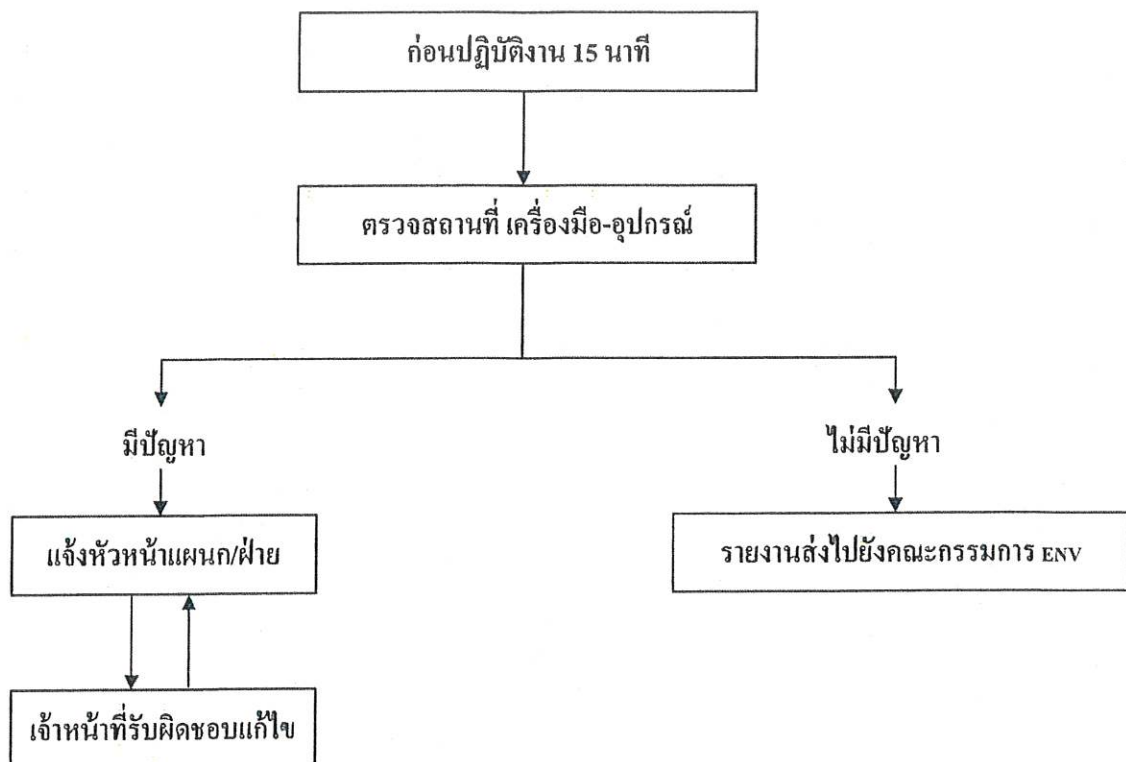 ก่อนปฏิบัติงาน 15 นาที
ตรวจสถานที่ เครื่องมือ-อุปกรณ์
มีปัญหา
ไม่มีปัญหา
แจ้งหัวหน้าแผนก/ฝ่าย
รายงานส่งไปยังคณะกรรมการ ENV
เจ้าหน้าที่รับผิดชอบแก้ไข